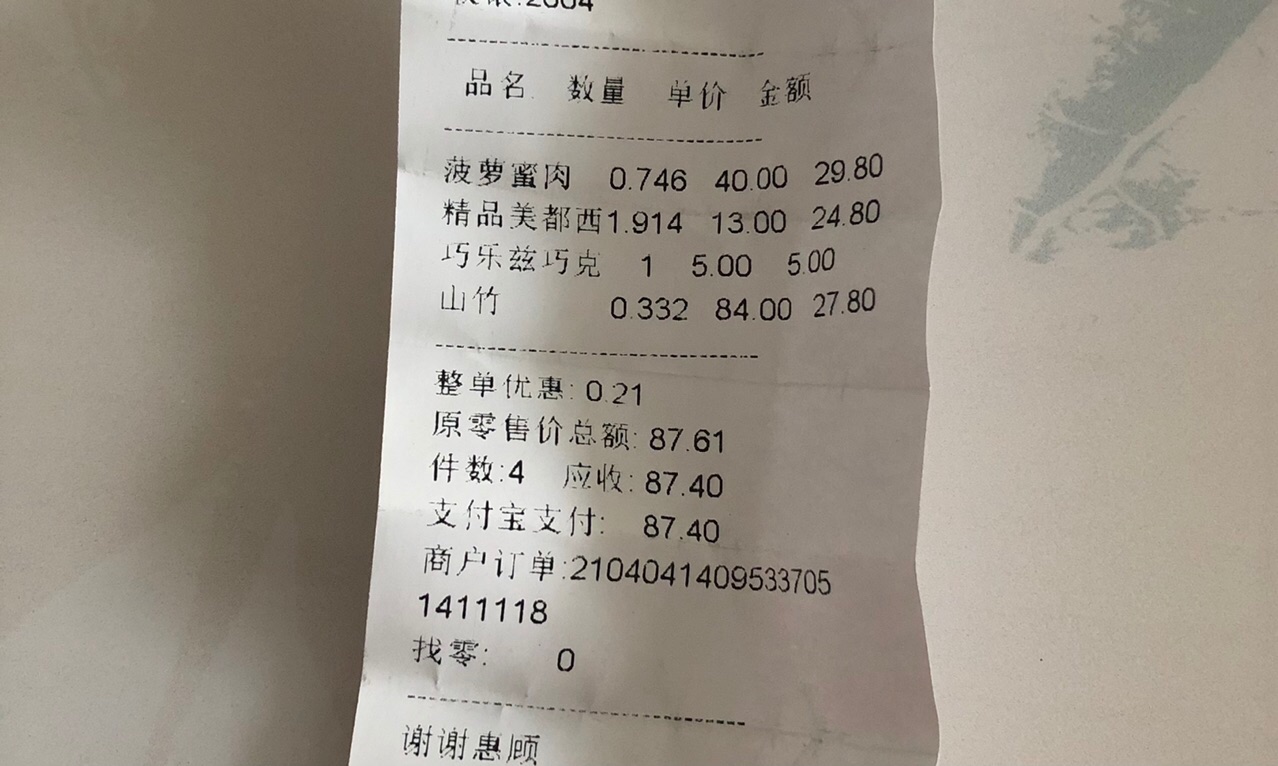 品名 数量 单价 金额
菠萝蜜肉 0.746 40.00 29.80
精品美都西1.914 13.00 24.80
巧乐兹巧克 1 5.00 5.00
山竹 0.332 84.00 27.80
整单优惠: 0.21
原零售价总额: 87.61
件数:4 应收: 87.40
支付宝支付: 87.40
商户订单:2104041409533705
1411118
找零: 0
谢谢惠顾